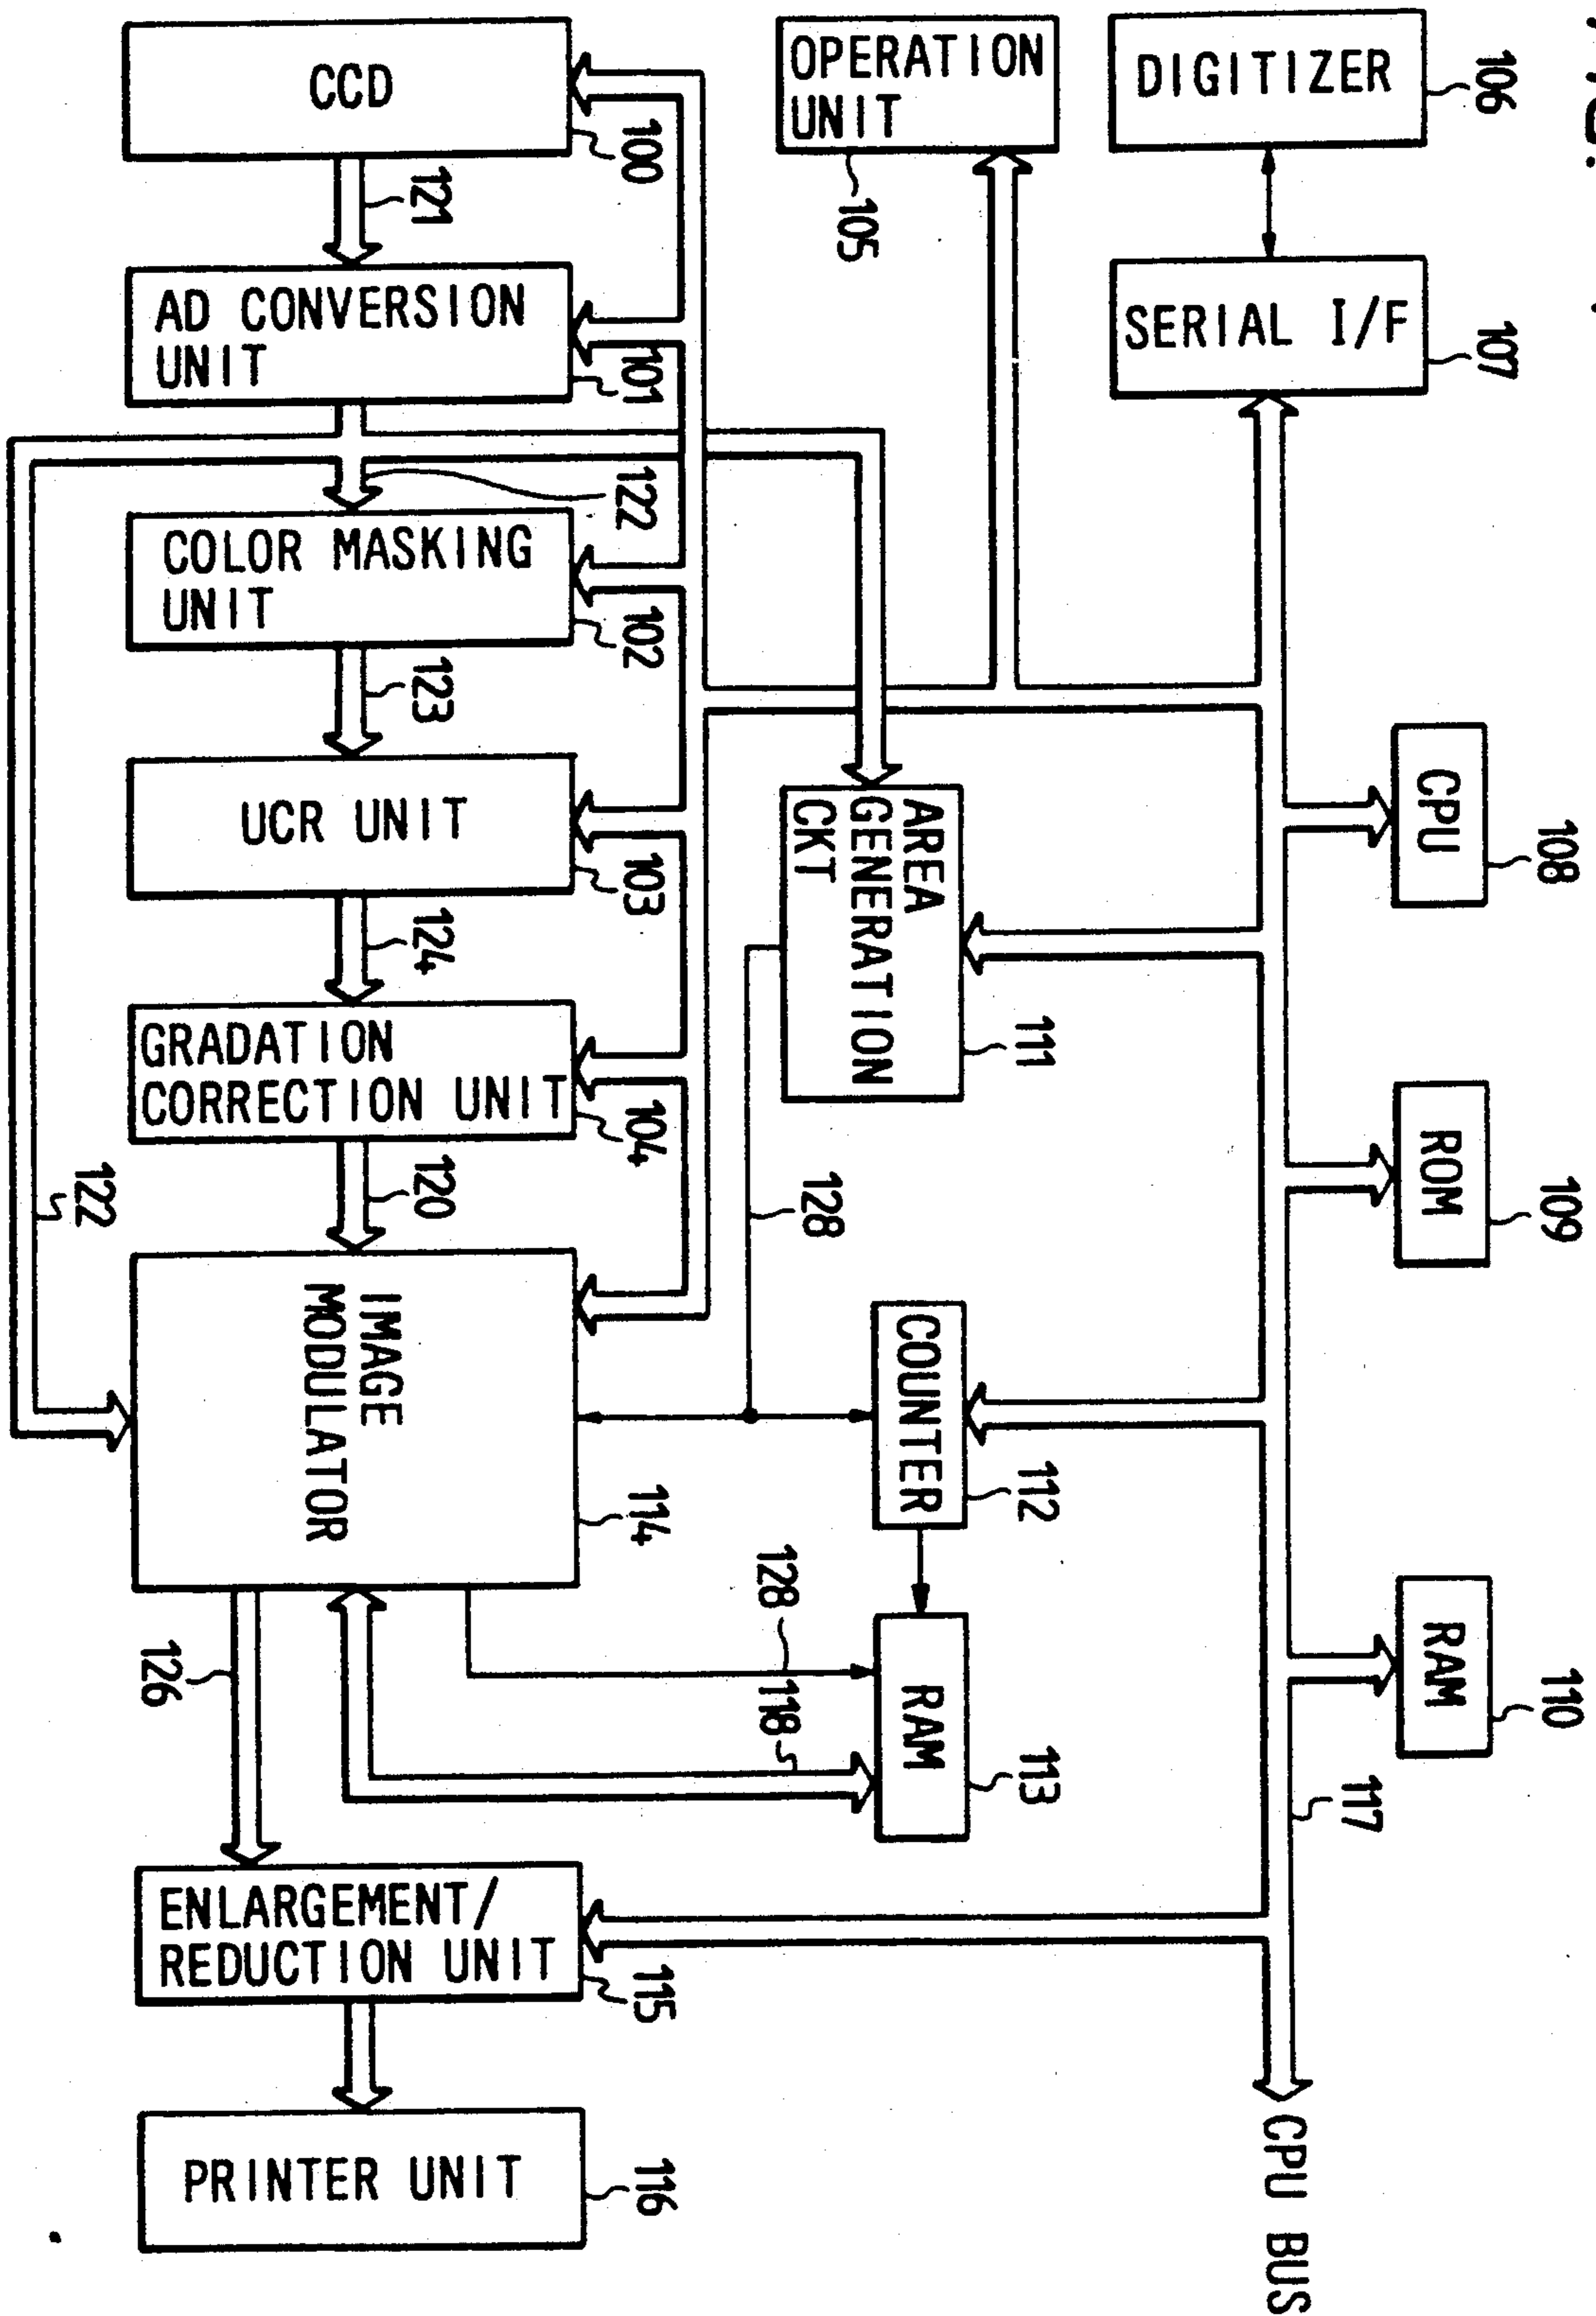 DIGITIZER
106
OPERATION
UNIT
105
CCD
100
121
SERIAL I/F
107
AD CONVERSION
UNIT
101
122
COLOR MASKING
UNIT
102
123
CPU
108
UCR UNIT
103
124
AREA
GENERATION
CKT
111
GRADATION
CORRECTION UNIT
104
120
122
ROM
109
128
IMAGE
MODULATOR
114
COUNTER
112
RAM
110
128
118
RAM
113
126
117
ENLARGEMENT/
REDUCTION UNIT
115
PRINTER UNIT
116
CPU BUS